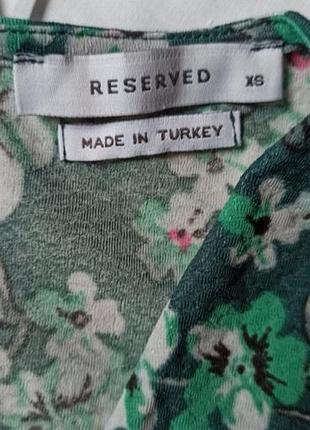 RESERVED XS
MADE IN TURKEY